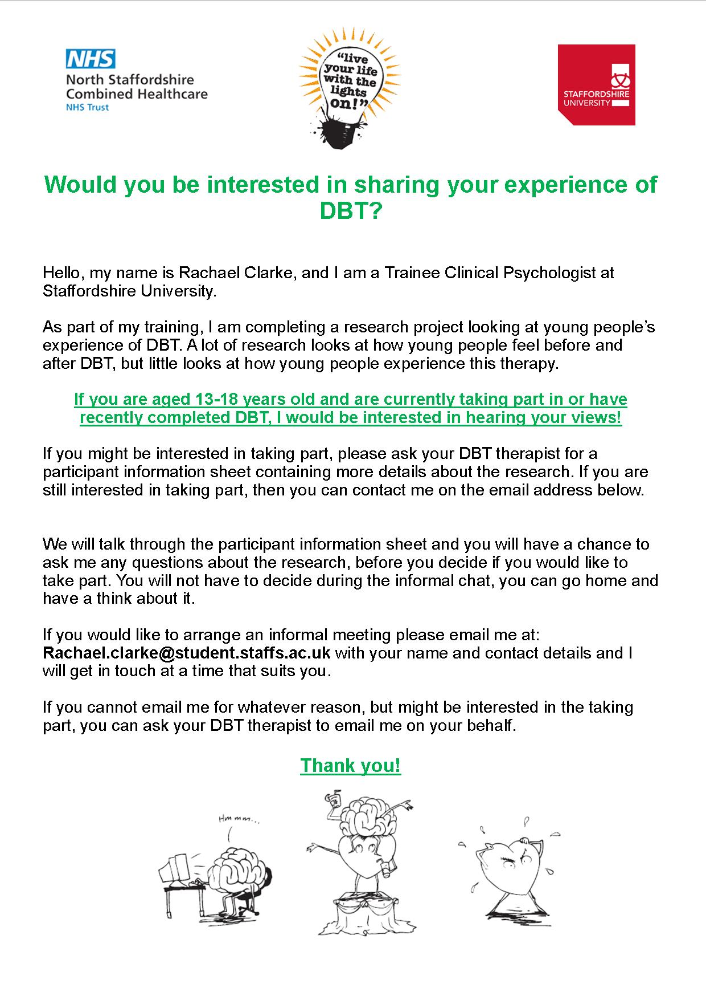 NHS
North Staffordshire
Combined Healthcare
NHS Trust
“live
your life
with the
lights
on!”
STAFFORDSHIRE
UNIVERSITY
Would you be interested in sharing your experience of
DBT?
Hello, my name is Rachael Clarke, and I am a Trainee Clinical Psychologist at
Staffordshire University.
As part of my training, I am completing a research project looking at young people’s
experience of DBT. A lot of research looks at how young people feel before and
after DBT, but little looks at how young people experience this therapy.
If you are aged 13-18 years old and are currently taking part in or have
recently completed DBT, I would be interested in hearing your views!
If you might be interested in taking part, please ask your DBT therapist for a
participant information sheet containing more details about the research. If you are
still interested in taking part, then you can contact me on the email address below.
We will talk through the participant information sheet and you will have a chance to
ask me any questions about the research, before you decide if you would like to
take part. You will not have to decide during the informal chat, you can go home and
have a think about it.
If you would like to arrange an informal meeting please email me at:
Rachael.clarke@student.staffs.ac.uk with your name and contact details and I
will get in touch at a time that suits you.
If you cannot email me for whatever reason, but might be interested in the taking
part, you can ask your DBT therapist to email me on your behalf.
Thank you!
Hmmm...